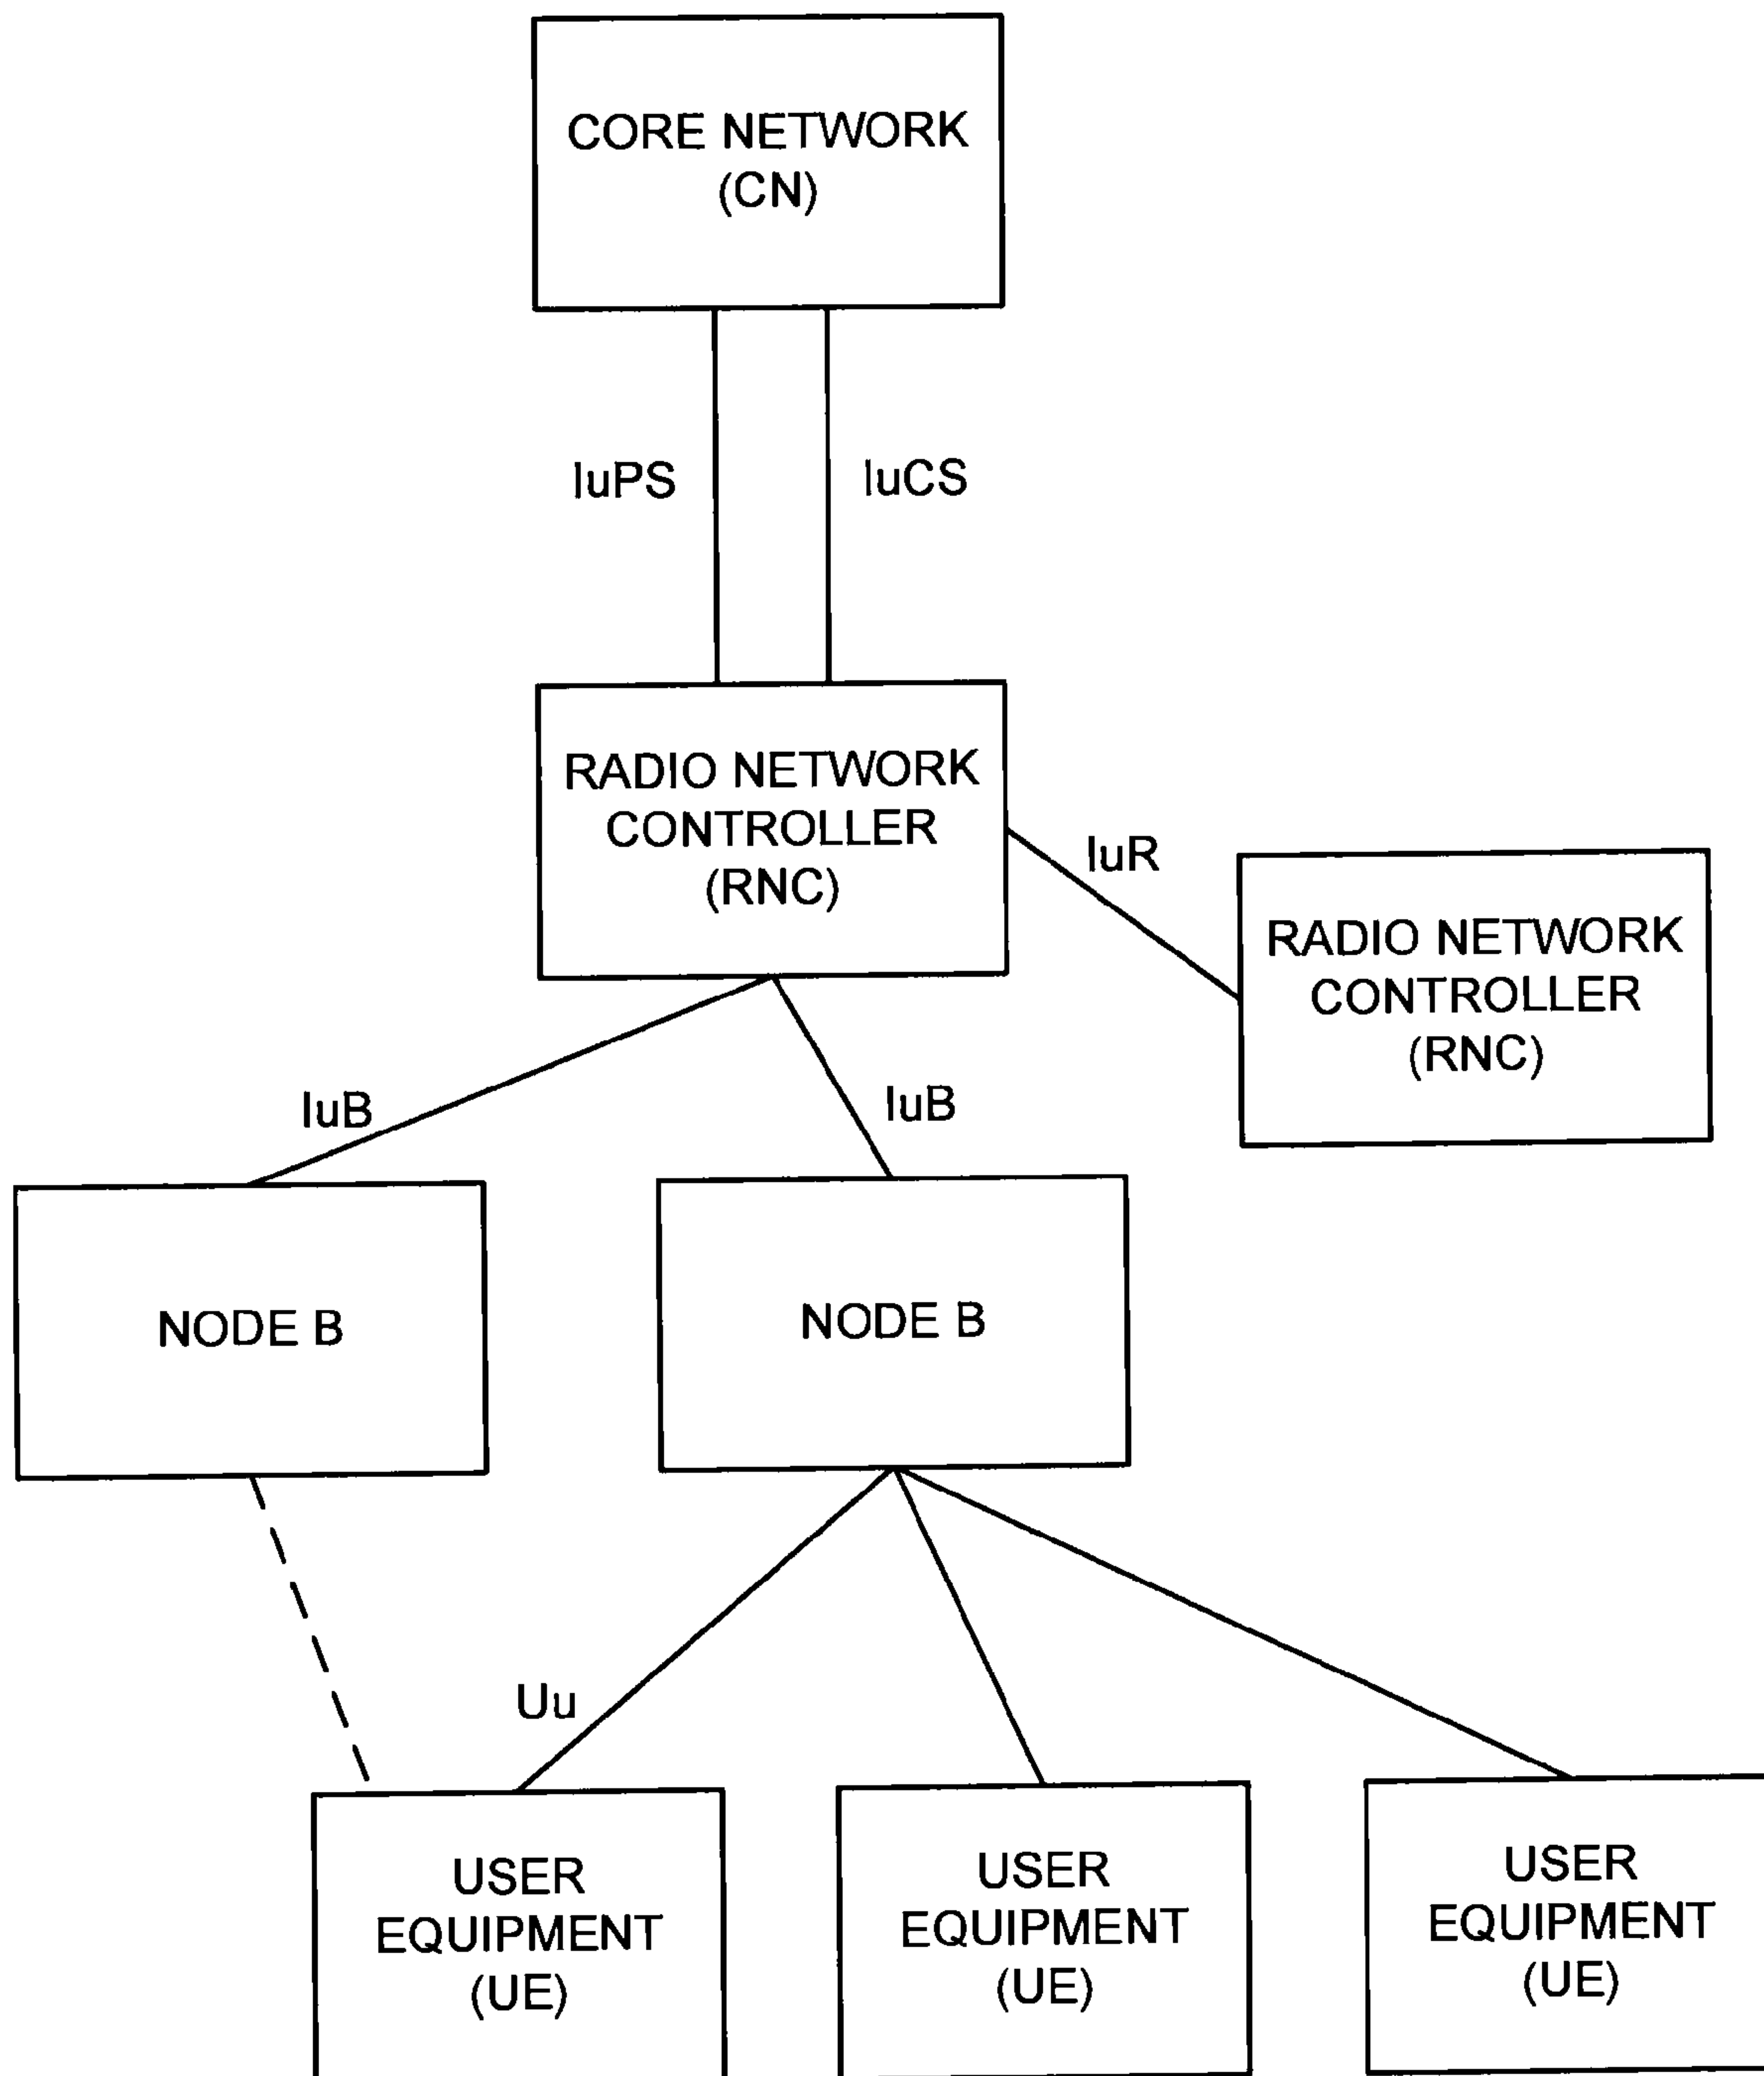 CORE NETWORK
(CN)
IuPS
IuCS
RADIO NETWORK
CONTROLLER
(RNC)
IuR
RADIO NETWORK
CONTROLLER
(RNC)
IuB
IuB
NODE B
NODE B
Uu
USER
EQUIPMENT
(UE)
USER
EQUIPMENT
(UE)
USER
EQUIPMENT
(UE)